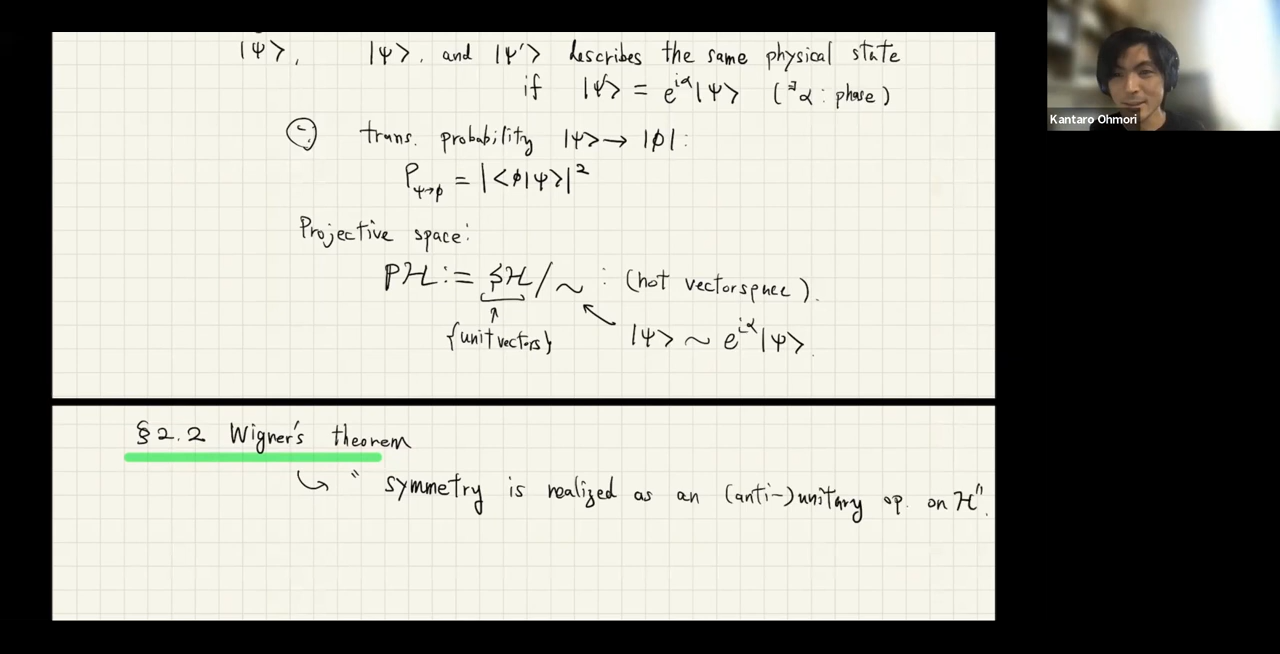 |ψ>, |ψ>, and |ψ'> describes the same physical state
if |ψ'> = e^{iα}|ψ> (∃α : phase)
∵ trans. probability |ψ> → |φ| :
P_{ψ→φ} = |<φ|ψ>|²
Projective space:
Pℋ := Sℋ/~ : (not vectorspace).
{unit vectors} |ψ> ~ e^{iα}|ψ>.
§2.2 Wigner's theorem
↳ " symmetry is realized as an (anti-)unitary op. on ℋ".
Kantaro Ohmori